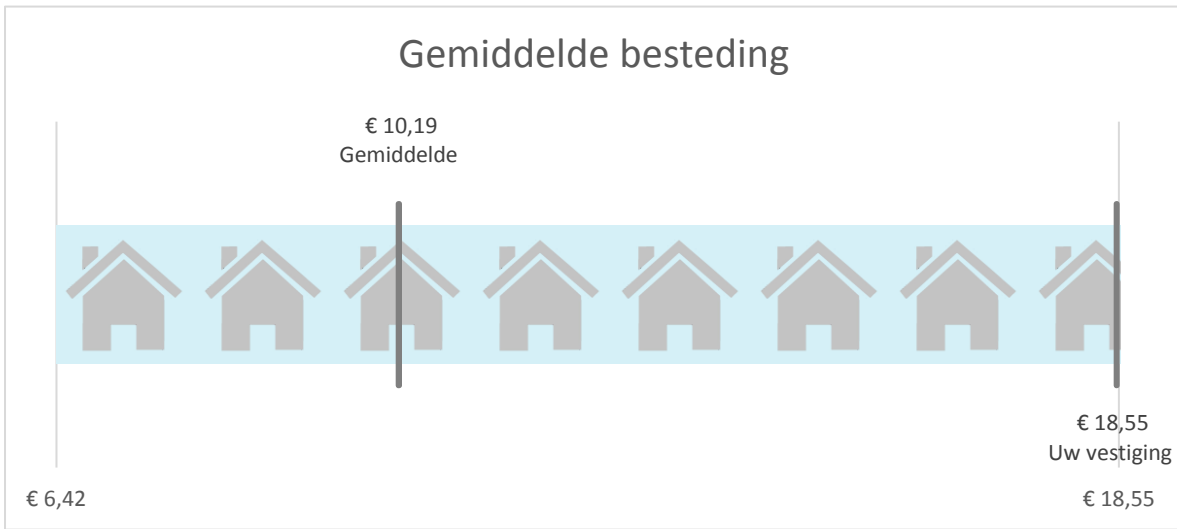 Gemiddelde besteding
€ 10,19
Gemiddelde
€ 18,55
Uw vestiging
€ 6,42
€ 18,55